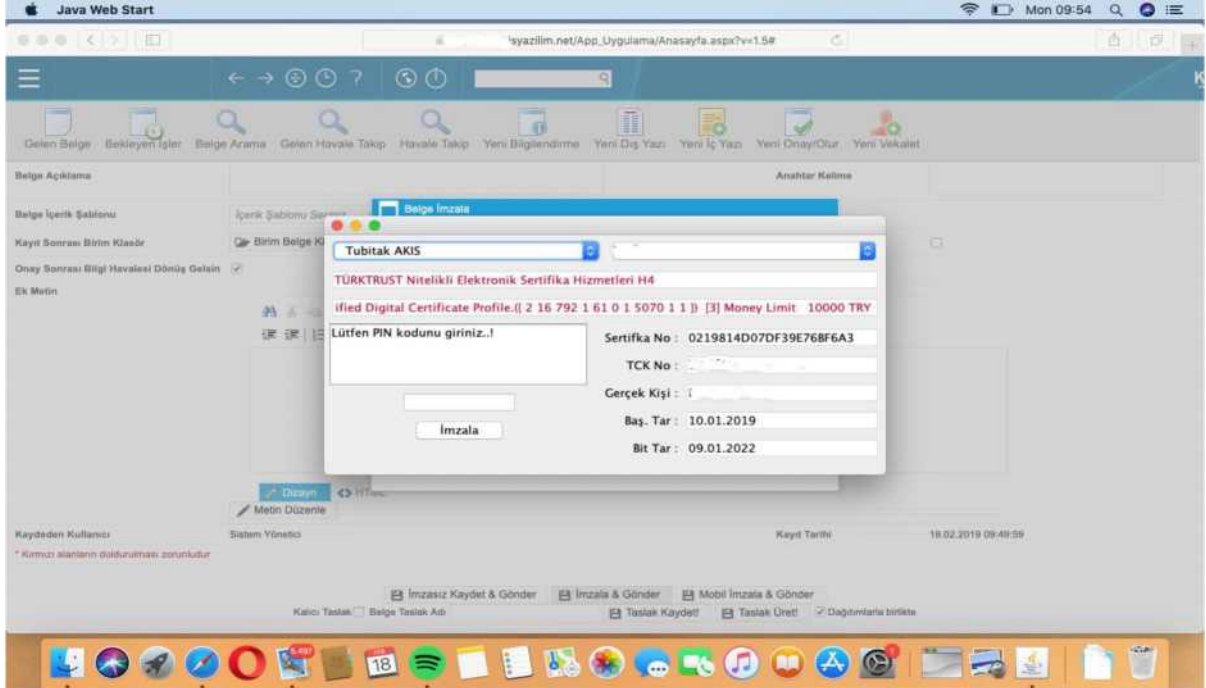 Java Web Start
Mon 09:54
syazilim.net/App_Uygulama/Anasayfa.aspx?v=1.5#
Gelen Belge Bekleyen İşler Belge Arama Gelen Havale Takip Havale Takip Yeni Bilgilendirme Yeni Dış Yazı Yeni İç Yazı Yeni Onay/Olur Yeni Vekalet
Belge Açıklama
Anahtar Kelime
Belge İçerik Şablonu
İçerik Şablonu
Belge İmzala
Kayıt Sonrası Birim Klasör
Birim Belge
Onay Sonrası Bilgi Havalesi Dönüş Gelsin
Ek Metin
Tubitak AKIS
TÜRKTRUST Nitelikli Elektronik Sertifika Hizmetleri H4
ified Digital Certificate Profile.({ 2 16 792 1 61 0 1 5070 1 1 }) [3] Money Limit 10000 TRY
Lütfen PIN kodunu giriniz..!
Sertifka No : 0219814D07DF39E76BF6A3
TCK No :
Gerçek Kişi :
Baş. Tar : 10.01.2019
İmzala
Bit Tar : 09.01.2022
Dizayn
Metin Düzenle
Kaydeden Kullanıcı
Sistem Yönetici
Kayıt Tarihi
18.02.2019 09:49:59
* Kırmızı alanların doldurulması zorunludur
İmzasız Kaydet & Gönder İmzala & Gönder Mobil İmzala & Gönder
Kalıcı Taslak Belge Taslak Adı
Taslak Kaydet! Taslak Üret! Dağıtımlarla birlikte
5.497
18